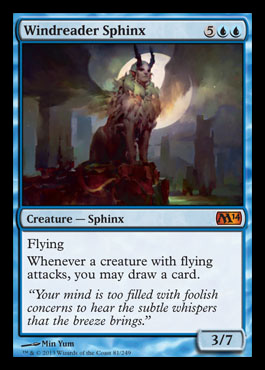 Windreader Sphinx 5
M14
Creature — Sphinx
Flying
Whenever a creature with flying
attacks, you may draw a card.
“Your mind is too filled with foolish
concerns to hear the subtle whispers
that the breeze brings.”
3/7
Min Yum
™ & © 2013 Wizards of the Coast 81/249